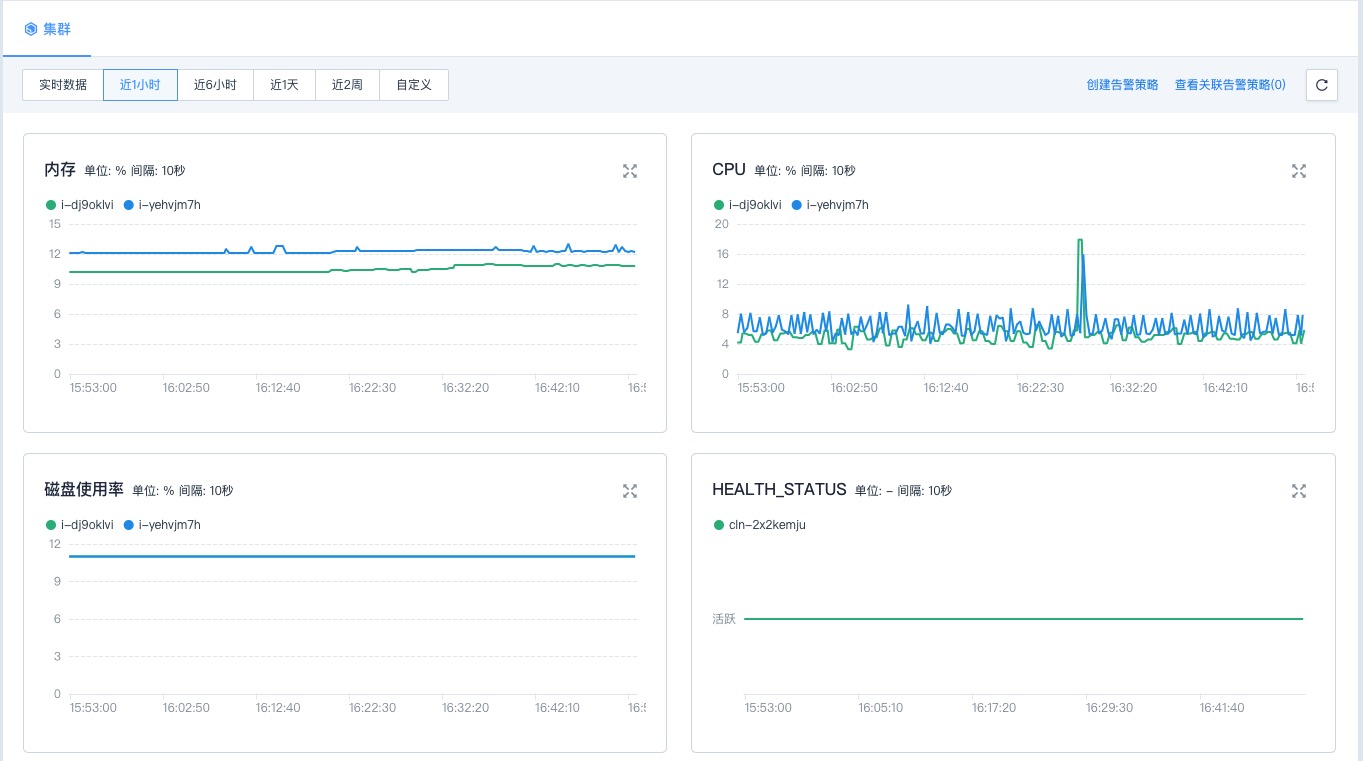 集群
实时数据 近1小时 近6小时 近1天 近2周 自定义 创建告警策略 查看关联告警策略(0)
内存 单位: % 间隔: 10秒
i-dj9oklvi i-yehvjm7h
15
12
9
6
3
0
15:53:00 16:02:50 16:12:40 16:22:30 16:32:20 16:42:10 16:5
CPU 单位: % 间隔: 10秒
i-dj9oklvi i-yehvjm7h
20
16
12
8
4
0
15:53:00 16:02:50 16:12:40 16:22:30 16:32:20 16:42:10 16:5
磁盘使用率 单位: % 间隔: 10秒
i-dj9oklvi i-yehvjm7h
12
9
6
3
0
15:53:00 16:02:50 16:12:40 16:22:30 16:32:20 16:42:10 16:5
HEALTH_STATUS 单位: - 间隔: 10秒
cln-2x2kemju
活跃
15:53:00 16:05:10 16:17:20 16:29:30 16:41:40